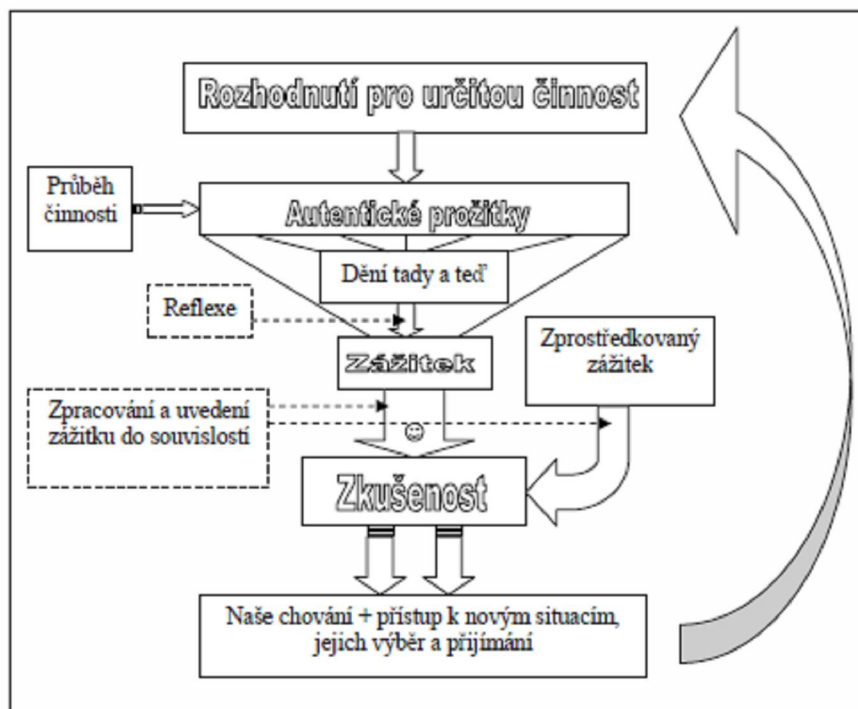 Rozhodnutí pro určitou činnost
Průběh
činnosti
Autentické prožitky
Dění tady a teď
Reflexe
Zážitek
Zprostředkovaný
zážitek
Zpracování a uvedení
zážitku do souvislostí
Zkušenost
Naše chování + přístup k novým situacím,
jejich výběr a přijímání